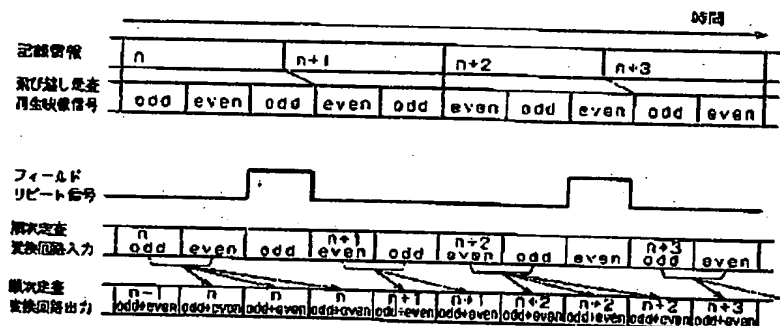 時間
記録情報 n n+1 n+2 n+3
飛び越し走査
再生映像信号 odd even odd even odd even odd even odd even
フィールド
リピート信号
順次走査 n n+1 n+2 n+3
変換回路入力 odd even odd even odd even odd even odd even
順次走査 n-1 n n n n+1 n+1 n+2 n+2 n+2 n+3
変換回路出力 odd+even odd+even odd+even odd+even odd+even odd+even odd+even odd+even odd+even odd+even